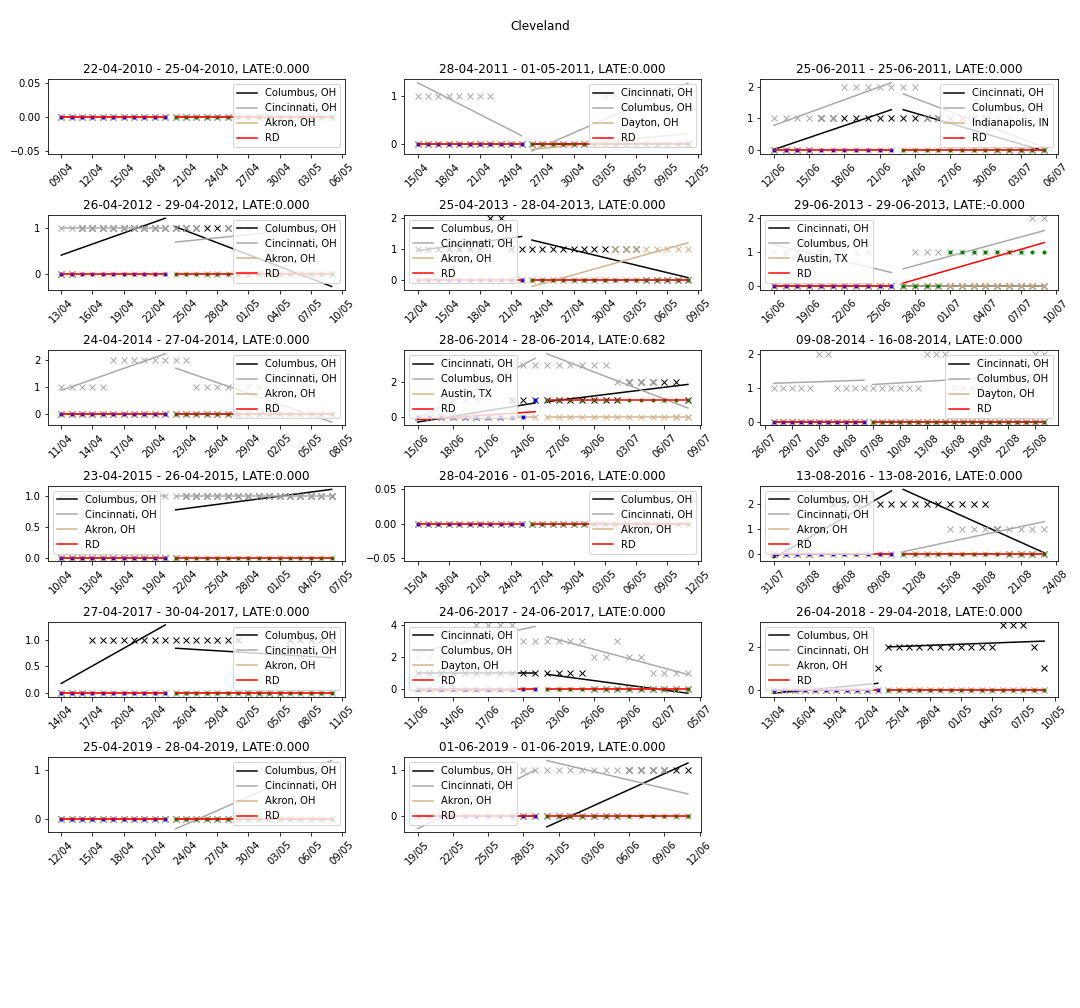 Cleveland
22-04-2010 - 25-04-2010, LATE:0.000
0.05
0.00
−0.05
Columbus, OH
Cincinnati, OH
Akron, OH
RD
09/04 12/04 15/04 18/04 21/04 24/04 27/04 30/04 03/05 06/05
28-04-2011 - 01-05-2011, LATE:0.000
1
0
Cincinnati, OH
Columbus, OH
Dayton, OH
RD
15/04 18/04 21/04 24/04 27/04 30/04 03/05 06/05 09/05 12/05
25-06-2011 - 25-06-2011, LATE:0.000
2
1
0
Cincinnati, OH
Columbus, OH
Indianapolis, IN
RD
12/06 15/06 18/06 21/06 24/06 27/06 30/06 03/07 06/07
26-04-2012 - 29-04-2012, LATE:0.000
1
0
Columbus, OH
Cincinnati, OH
Akron, OH
RD
13/04 16/04 19/04 22/04 25/04 28/04 01/05 04/05 07/05 10/05
25-04-2013 - 28-04-2013, LATE:0.000
2
1
0
Columbus, OH
Cincinnati, OH
Akron, OH
RD
12/04 15/04 18/04 21/04 24/04 27/04 30/04 03/05 06/05 09/05
29-06-2013 - 29-06-2013, LATE:-0.000
2
1
0
Cincinnati, OH
Columbus, OH
Austin, TX
RD
16/06 19/06 22/06 25/06 28/06 01/07 04/07 07/07 10/07
24-04-2014 - 27-04-2014, LATE:0.000
2
1
0
Columbus, OH
Cincinnati, OH
Akron, OH
RD
11/04 14/04 17/04 20/04 23/04 26/04 29/04 02/05 05/05 08/05
28-06-2014 - 28-06-2014, LATE:0.682
2
0
Cincinnati, OH
Columbus, OH
Austin, TX
RD
15/06 18/06 21/06 24/06 27/06 30/06 03/07 06/07 09/07
09-08-2014 - 16-08-2014, LATE:0.000
2
1
0
Cincinnati, OH
Columbus, OH
Dayton, OH
RD
26/07 29/07 01/08 04/08 07/08 10/08 13/08 16/08 19/08 22/08 25/08
23-04-2015 - 26-04-2015, LATE:0.000
1.0
0.5
0.0
Columbus, OH
Cincinnati, OH
Akron, OH
RD
10/04 13/04 16/04 19/04 22/04 25/04 28/04 01/05 04/05 07/05
28-04-2016 - 01-05-2016, LATE:0.000
0.05
0.00
−0.05
Columbus, OH
Cincinnati, OH
Akron, OH
RD
15/04 18/04 21/04 24/04 27/04 30/04 03/05 06/05 09/05 12/05
13-08-2016 - 13-08-2016, LATE:0.000
2
1
0
Columbus, OH
Cincinnati, OH
Akron, OH
RD
31/07 03/08 06/08 09/08 12/08 15/08 18/08 21/08 24/08
27-04-2017 - 30-04-2017, LATE:0.000
1.0
0.5
0.0
Columbus, OH
Cincinnati, OH
Akron, OH
RD
14/04 17/04 20/04 23/04 26/04 29/04 02/05 05/05 08/05 11/05
24-06-2017 - 24-06-2017, LATE:0.000
4
2
0
Cincinnati, OH
Columbus, OH
Dayton, OH
RD
11/06 14/06 17/06 20/06 23/06 26/06 29/06 02/07 05/07
26-04-2018 - 29-04-2018, LATE:0.000
2
0
Columbus, OH
Cincinnati, OH
Akron, OH
RD
13/04 16/04 19/04 22/04 25/04 28/04 01/05 04/05 07/05 10/05
25-04-2019 - 28-04-2019, LATE:0.000
1
0
Columbus, OH
Cincinnati, OH
Akron, OH
RD
12/04 15/04 18/04 21/04 24/04 27/04 30/04 03/05 06/05 09/05
01-06-2019 - 01-06-2019, LATE:0.000
1
0
Columbus, OH
Cincinnati, OH
Akron, OH
RD
19/05 22/05 25/05 28/05 31/05 03/06 06/06 09/06 12/06